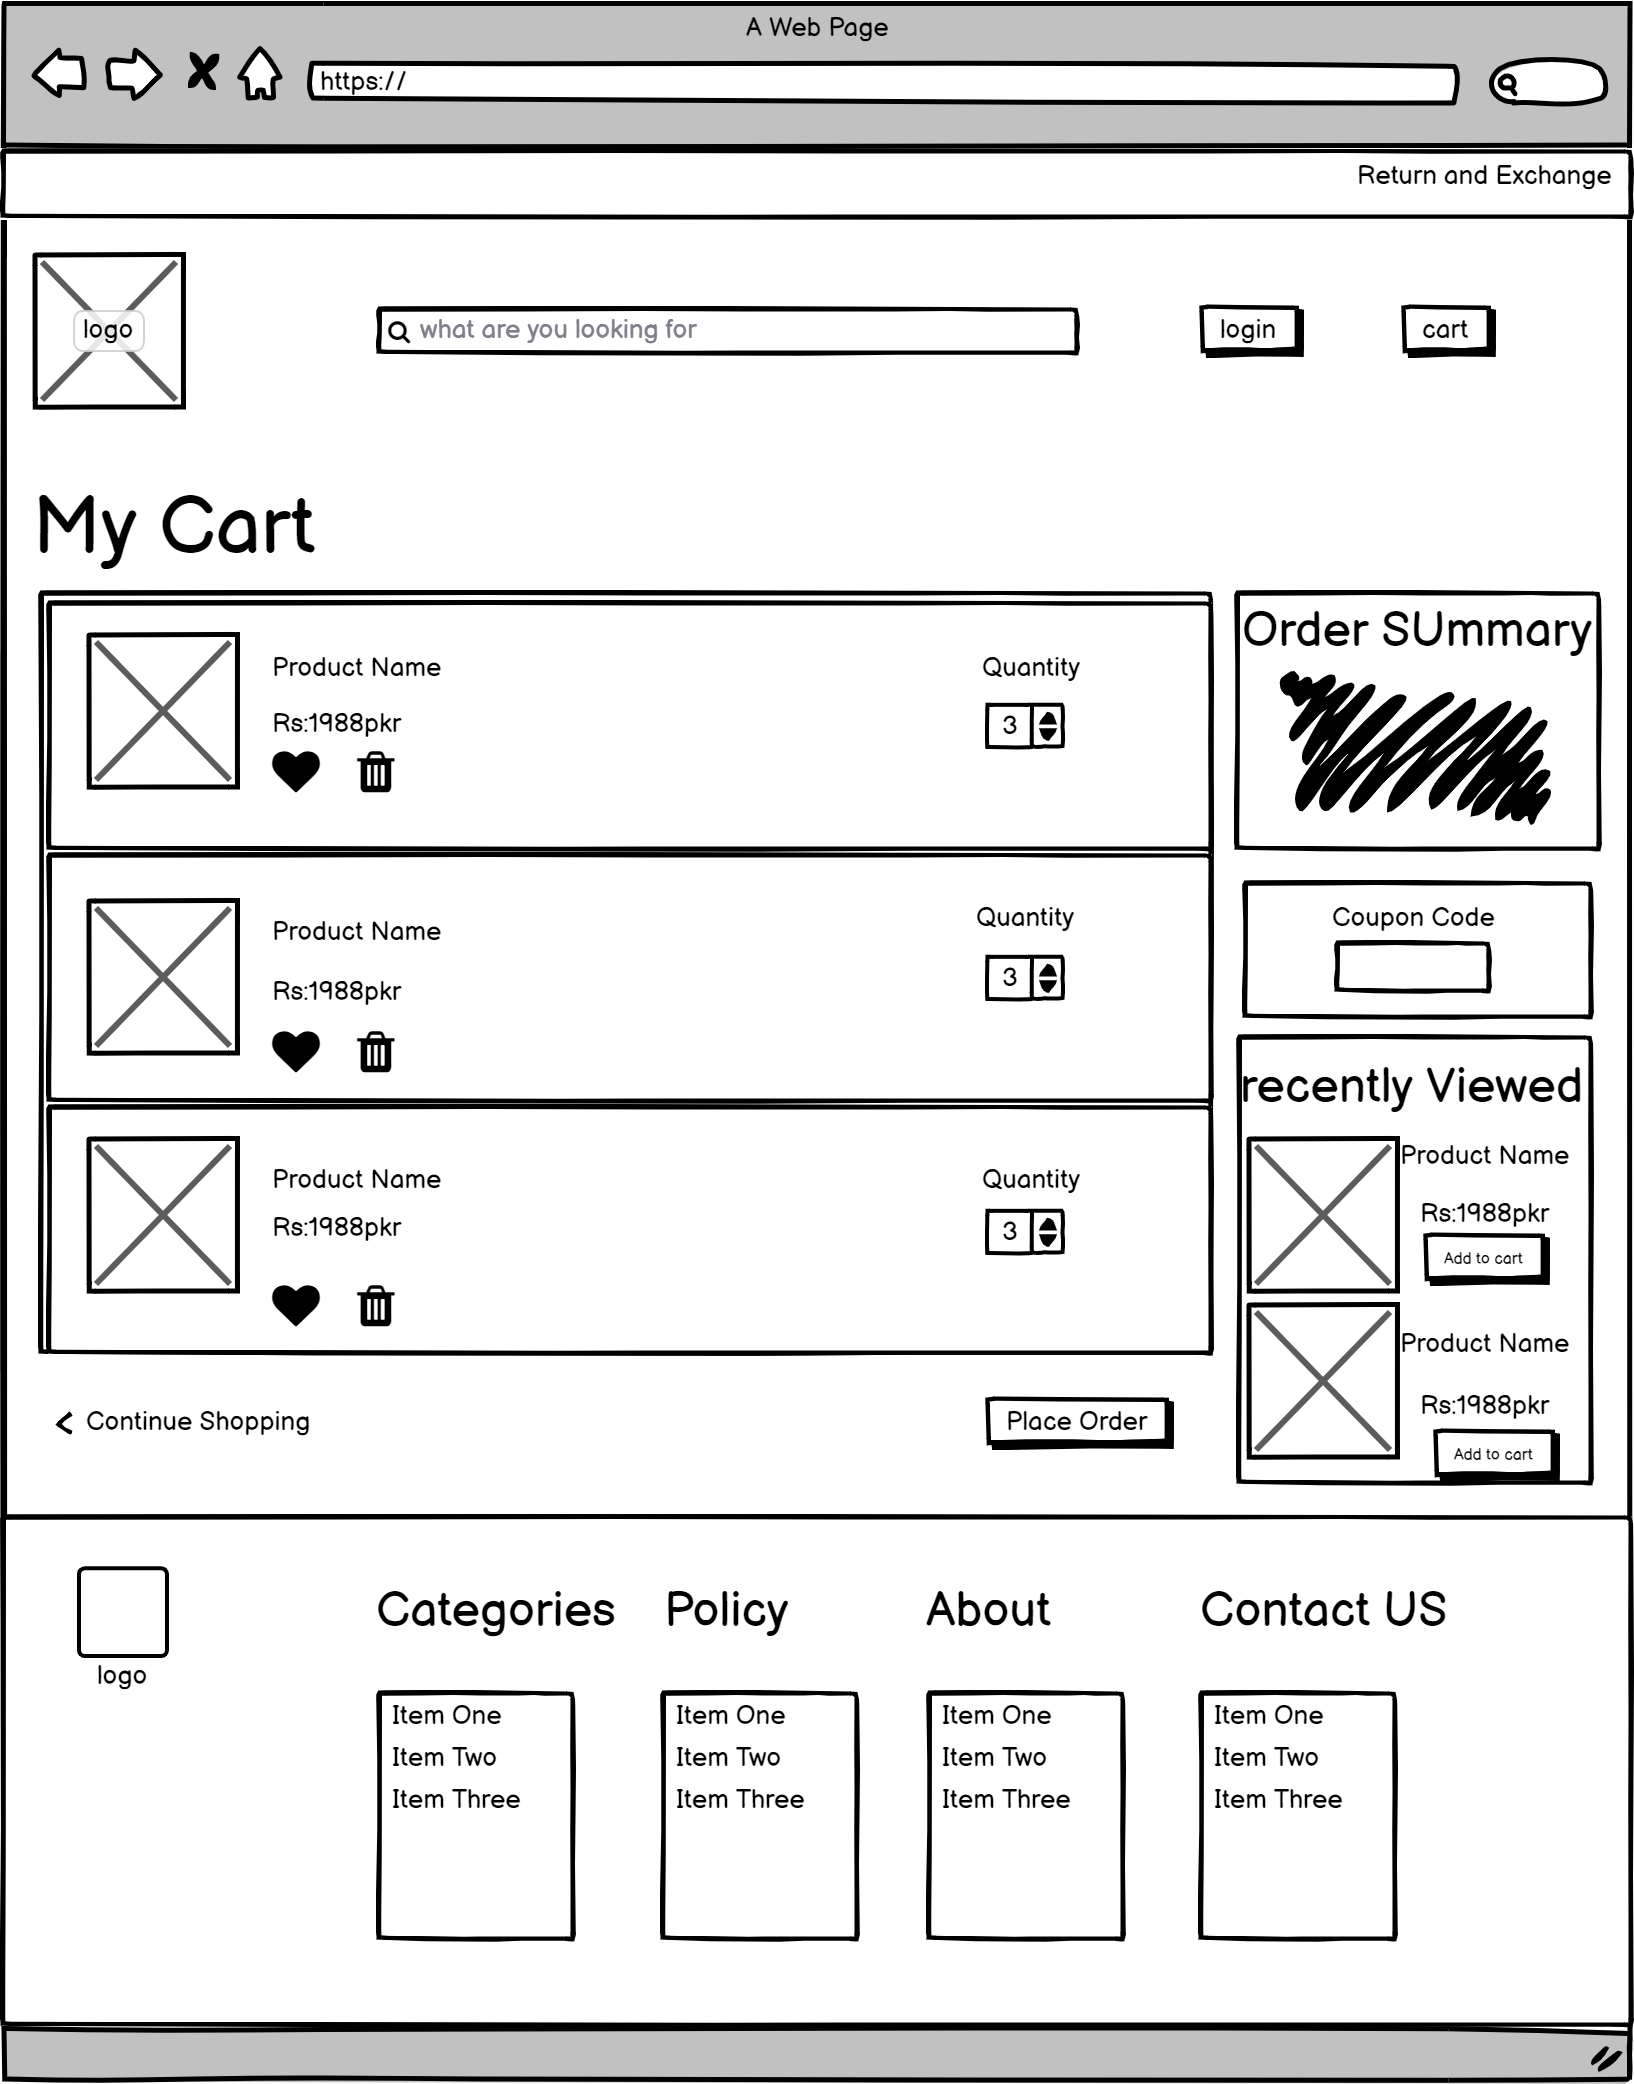 A Web Page
https://
Return and Exchange
logo
what are you looking for
login
cart
My Cart
Product Name
Rs:1988pkr
Quantity
3
Product Name
Rs:1988pkr
Quantity
3
Product Name
Rs:1988pkr
Quantity
3
Continue Shopping
Place Order
Order SUmmary
Coupon Code
recently Viewed
Product Name
Rs:1988pkr
Add to cart
Product Name
Rs:1988pkr
Add to cart
logo
Categories
Item One
Item Two
Item Three
Policy
Item One
Item Two
Item Three
About
Item One
Item Two
Item Three
Contact US
Item One
Item Two
Item Three